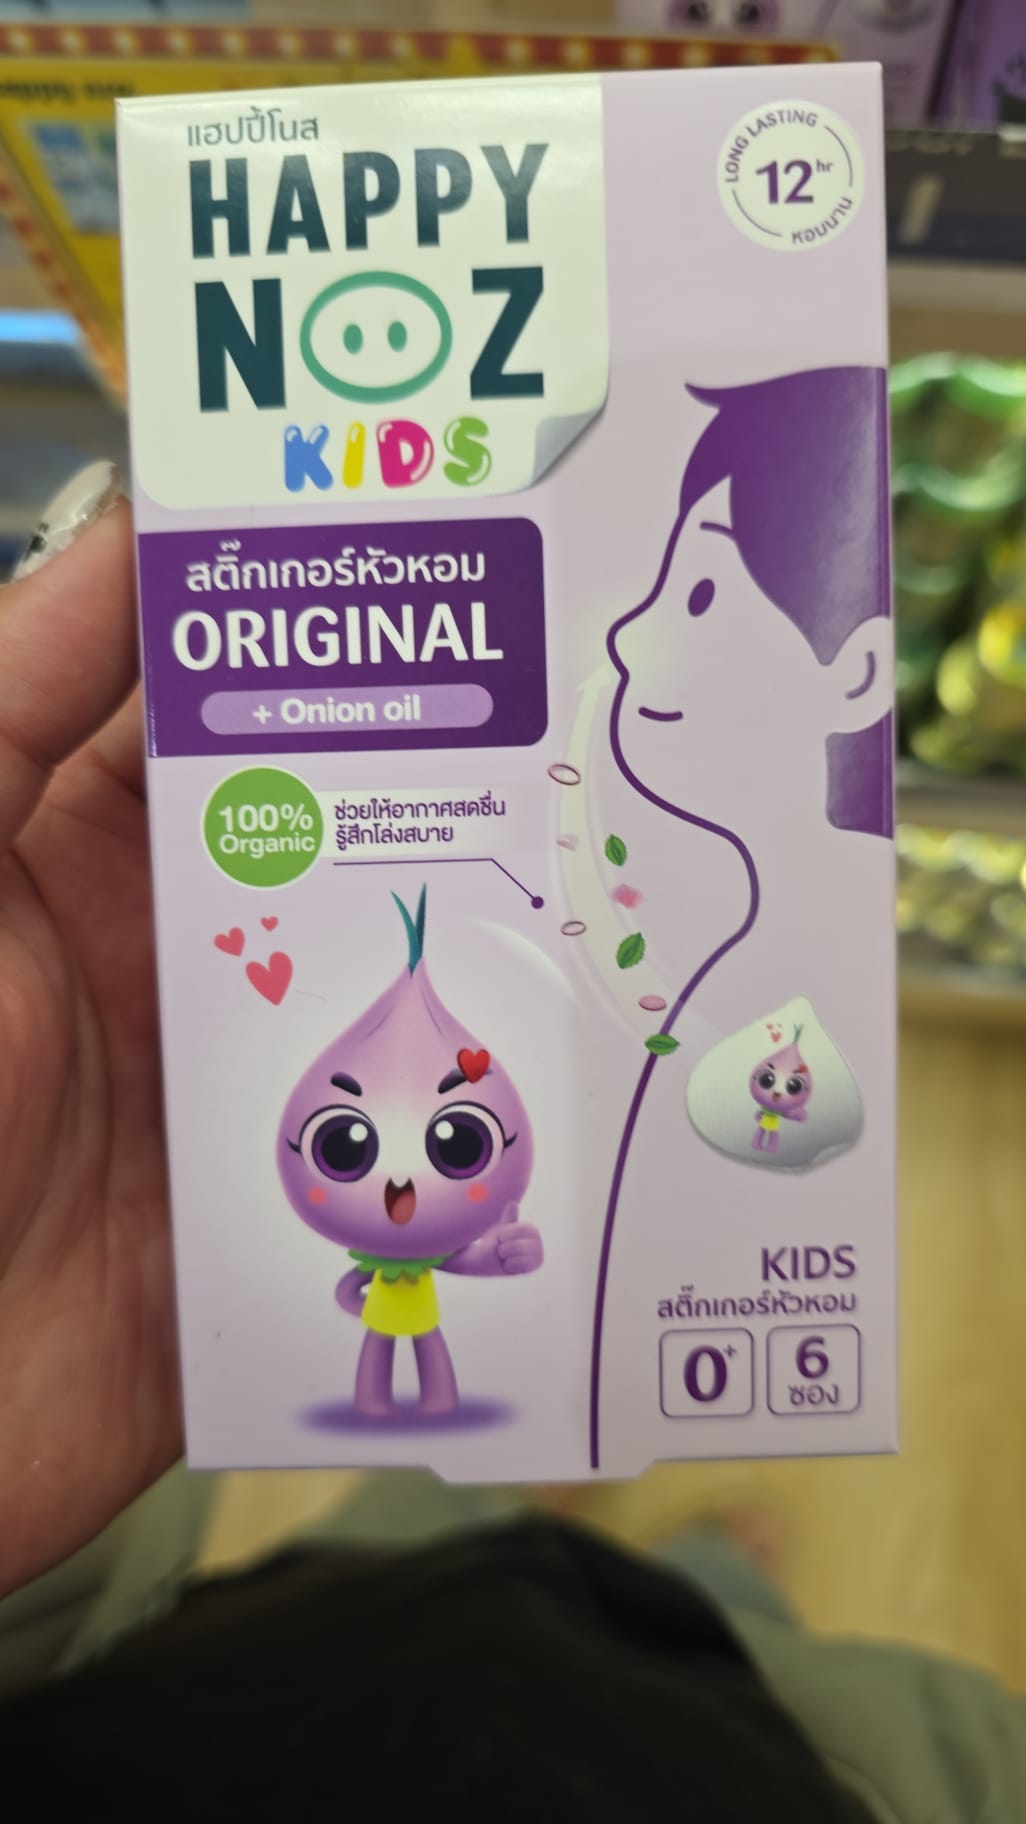 แฮปปี้โนส
HAPPY
NOZ
KIDS
LONG LASTING
12hr
หอมนาน
สติ๊กเกอร์หัวหอม
ORIGINAL
+ Onion oil
100%
Organic
ช่วยให้อากาศสดชื่น
รู้สึกโล่งสบาย
KIDS
สติ๊กเกอร์หัวหอม
0+
6
ซอง